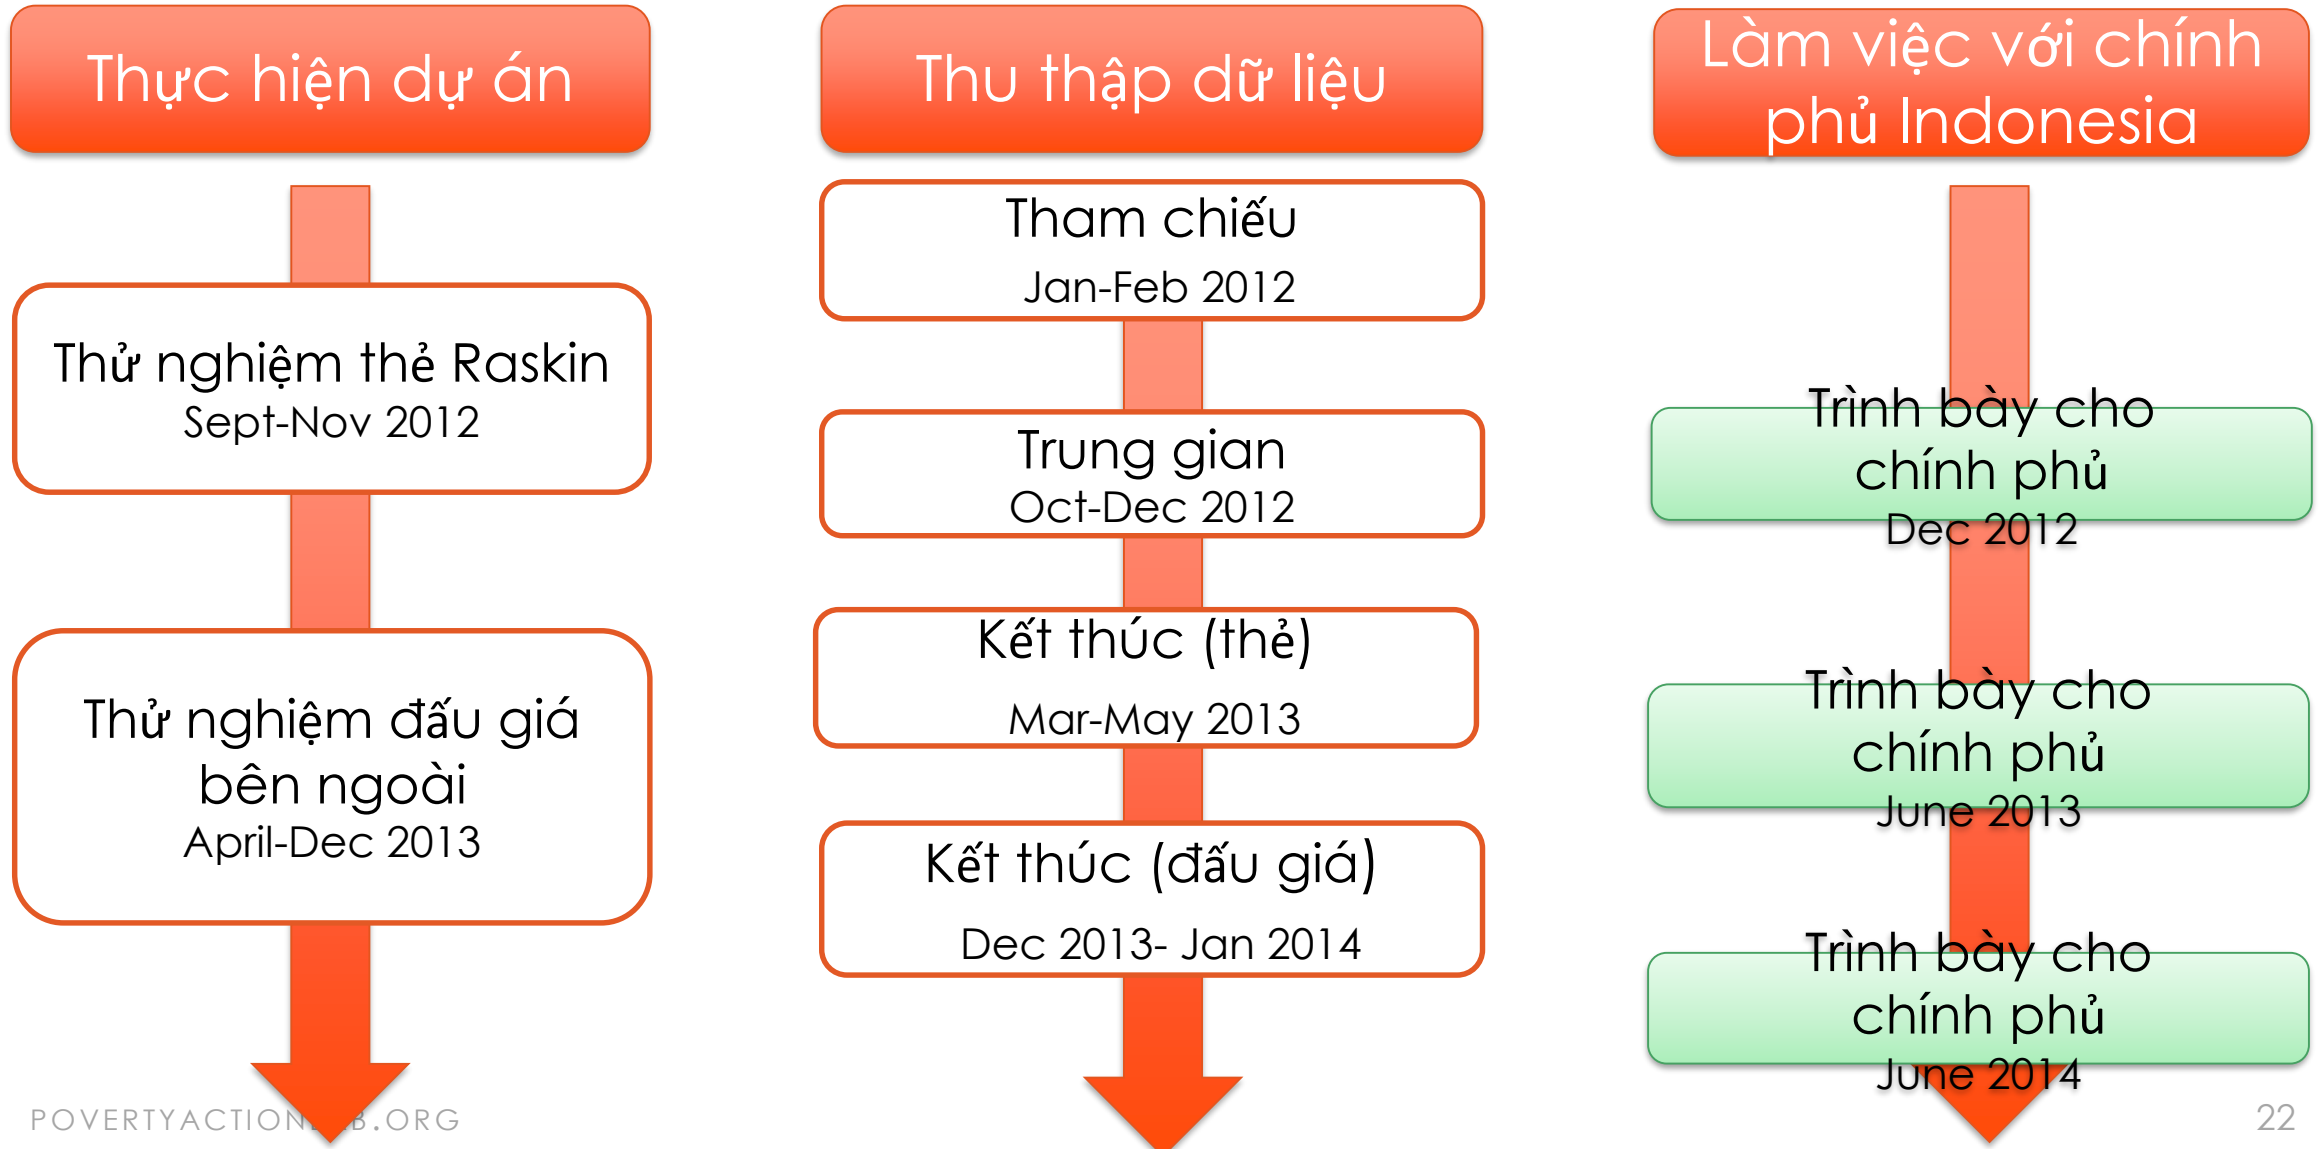 Thực hiện dự án
Thử nghiệm thẻ Raskin
Sept-Nov 2012
Thử nghiệm đấu giá
bên ngoài
April-Dec 2013
Thu thập dữ liệu
Tham chiếu
Jan-Feb 2012
Trung gian
Oct-Dec 2012
Kết thúc (thẻ)
Mar-May 2013
Kết thúc (đấu giá)
Dec 2013- Jan 2014
Làm việc với chính
phủ Indonesia
Trình bày cho
chính phủ
Dec 2012
Trình bày cho
chính phủ
June 2013
Trình bày cho
chính phủ
June 2014
POVERTYACTIONLAB.ORG
22